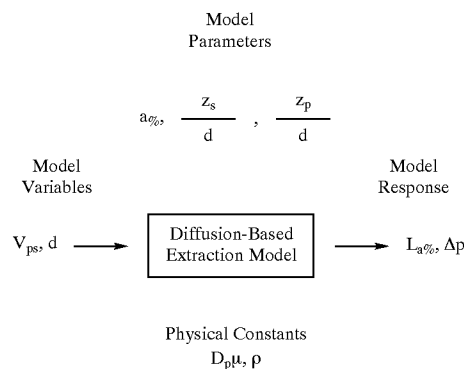 Model
Parameters
a%, zs/d , zp/d
Model
Variables
Model
Response
Vps, d
Diffusion-Based
Extraction Model
La%, Δp
Physical Constants
Dpμ, ρ